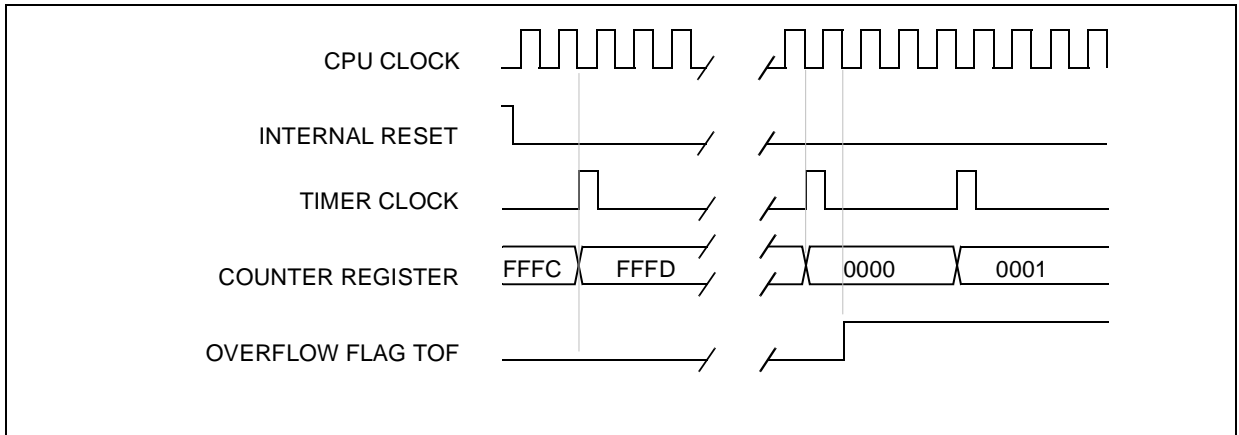 CPU CLOCK
INTERNAL RESET
TIMER CLOCK
COUNTER REGISTER FFFC FFFD 0000 0001
OVERFLOW FLAG TOF